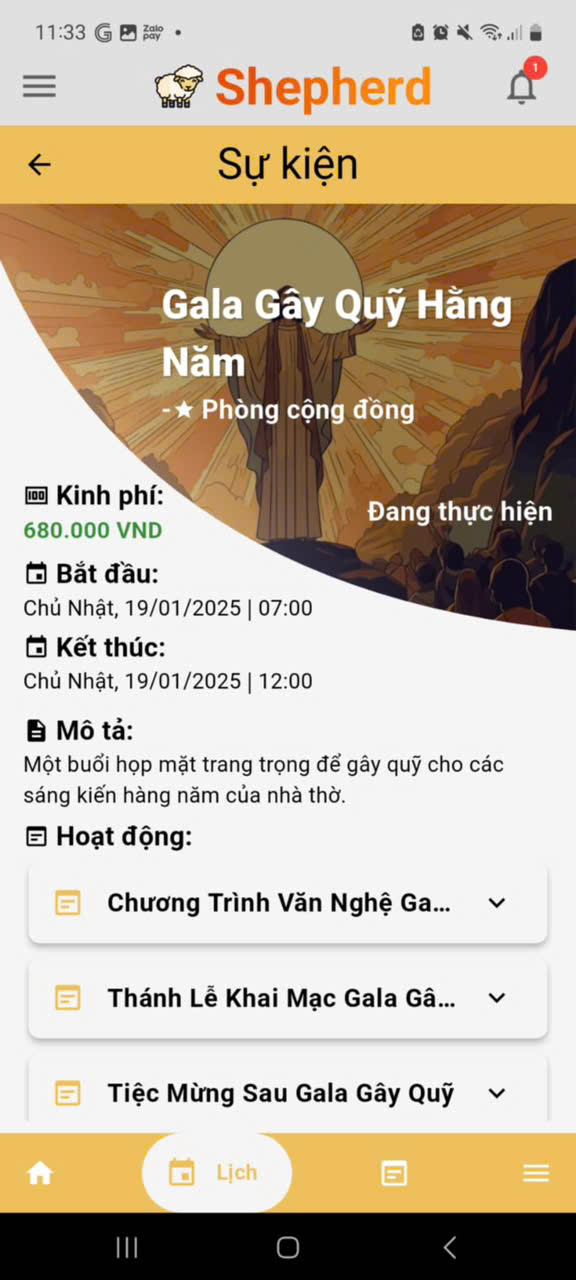 11:33 G Zalo pay
Shepherd 1
Sự kiện
Gala Gây Quỹ Hằng
Năm
-★ Phòng cộng đồng
Đang thực hiện
100 Kinh phí:
680.000 VND
Bắt đầu:
Chủ Nhật, 19/01/2025 | 07:00
Kết thúc:
Chủ Nhật, 19/01/2025 | 12:00
Mô tả:
Một buổi họp mặt trang trọng để gây quỹ cho các
sáng kiến hàng năm của nhà thờ.
Hoạt động:
Chương Trình Văn Nghệ Ga...
Thánh Lễ Khai Mạc Gala Gâ...
Tiệc Mừng Sau Gala Gây Quỹ
Lịch